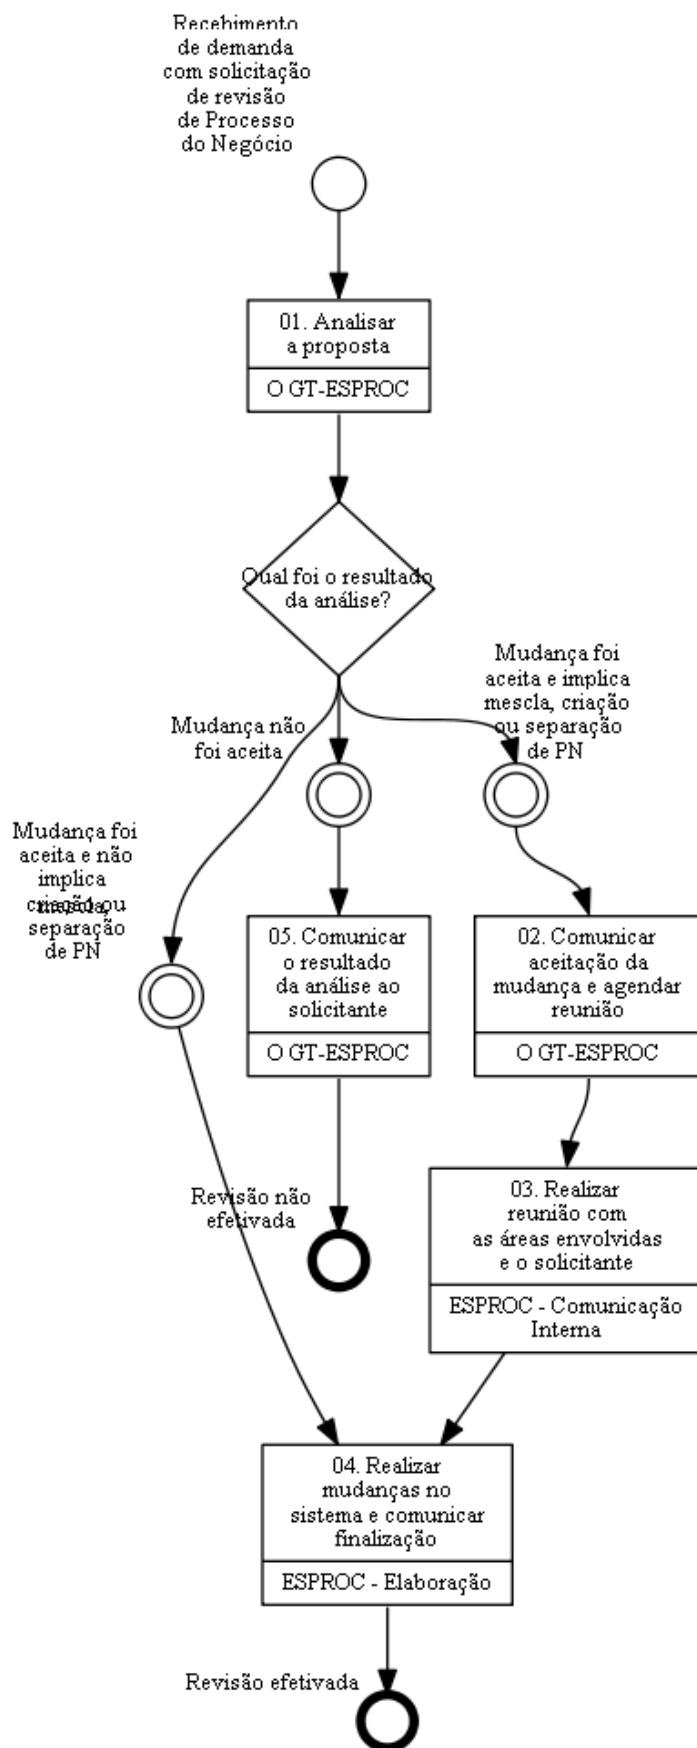 Recebimento
de demanda
com solicitação
de revisão
de Processo
do Negócio
01. Analisar
a proposta
O GT-ESPROC
Qual foi o resultado
da análise?
Mudança foi
aceita e implica
mescla, criação
ou separação
de PN
Mudança não
foi aceita
Mudança foi
aceita e não
implica
mescla,
criação ou
separação
de PN
05. Comunicar
o resultado
da análise ao
solicitante
O GT-ESPROC
02. Comunicar
aceitação da
mudança e agendar
reunião
O GT-ESPROC
Revisão não
efetivada
03. Realizar
reunião com
as áreas envolvidas
e o solicitante
ESPROC - Comunicação
Interna
04. Realizar
mudanças no
sistema e comunicar
finalização
ESPROC - Elaboração
Revisão efetivada